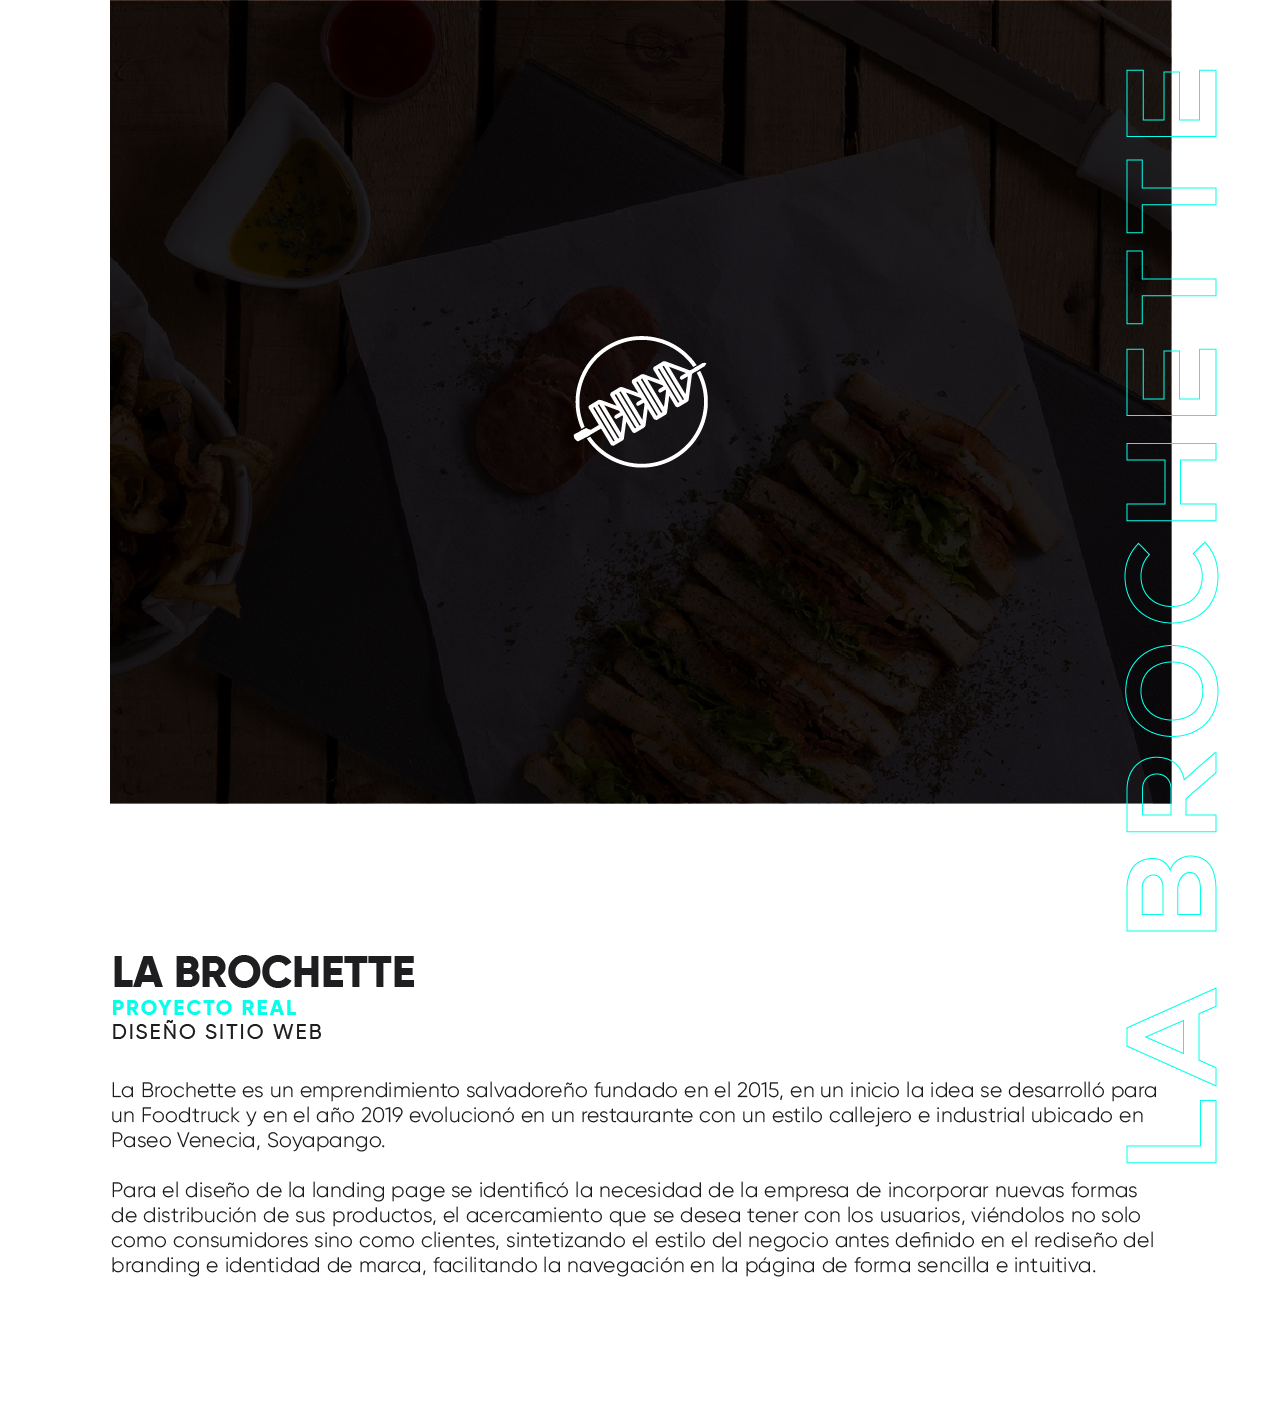 LA BROCHETTE
LA BROCHETTE
PROYECTO REAL
DISEÑO SITIO WEB
La Brochette es un emprendimiento salvadoreño fundado en el 2015, en un inicio la idea se desarrolló para
un Foodtruck y en el año 2019 evolucionó en un restaurante con un estilo callejero e industrial ubicado en
Paseo Venecia, Soyapango.
Para el diseño de la landing page se identificó la necesidad de la empresa de incorporar nuevas formas
de distribución de sus productos, el acercamiento que se desea tener con los usuarios, viéndolos no solo
como consumidores sino como clientes, sintetizando el estilo del negocio antes definido en el rediseño del
branding e identidad de marca, facilitando la navegación en la página de forma sencilla e intuitiva.